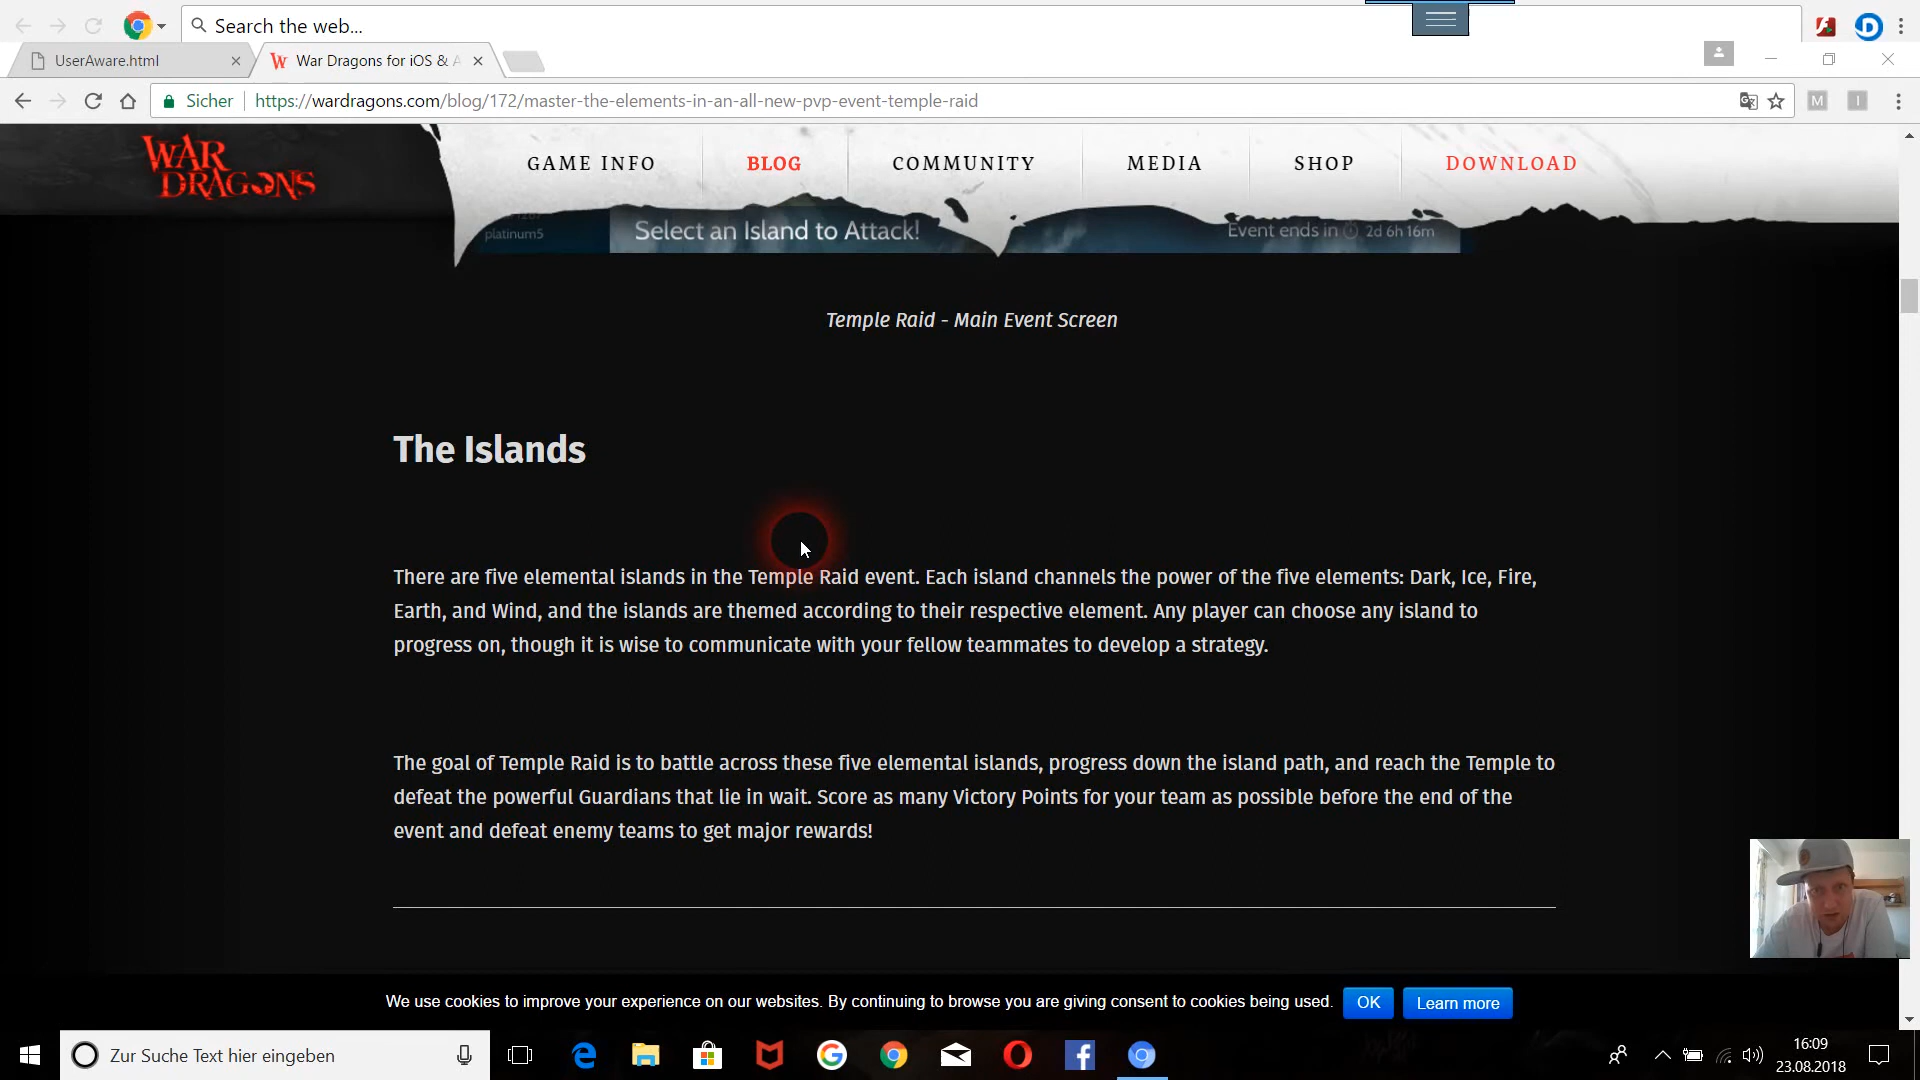 Search the web...
UserAware.html
War Dragons for iOS & A
Sicher
https://wardragons.com/blog/172/master-the-elements-in-an-all-new-pvp-event-temple-raid
M
I
WAR DRAGONS
GAME INFO
BLOG
COMMUNITY
MEDIA
SHOP
DOWNLOAD
platinum5
Select an Island to Attack!
Event ends in 2d 6h 16m
Temple Raid - Main Event Screen
The Islands
There are five elemental islands in the Temple Raid event. Each island channels the power of the five elements: Dark, Ice, Fire,
Earth, and Wind, and the islands are themed according to their respective element. Any player can choose any island to
progress on, though it is wise to communicate with your fellow teammates to develop a strategy.
The goal of Temple Raid is to battle across these five elemental islands, progress down the island path, and reach the Temple to
defeat the powerful Guardians that lie in wait. Score as many Victory Points for your team as possible before the end of the
event and defeat enemy teams to get major rewards!
We use cookies to improve your experience on our websites. By continuing to browse you are giving consent to cookies being used.
OK
Learn more
Zur Suche Text hier eingeben
16:09
23.08.2018